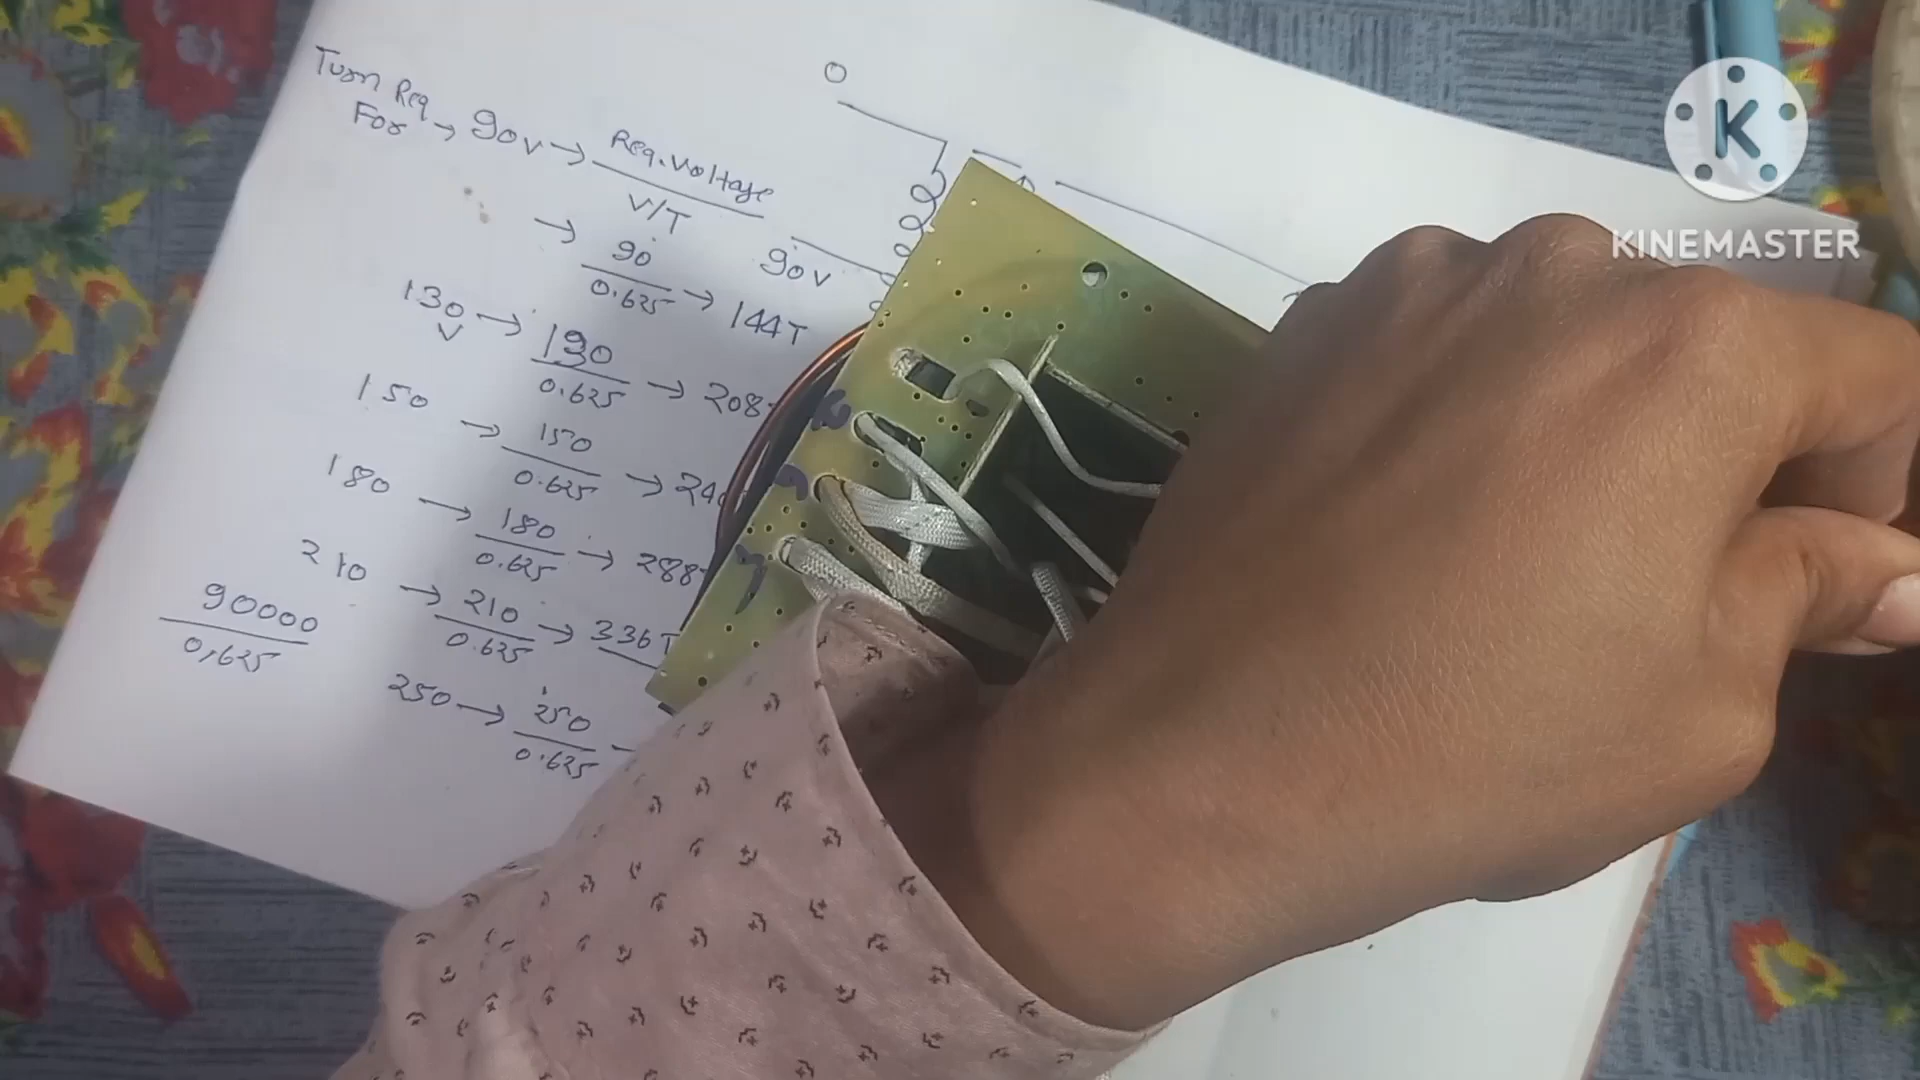 Turn Req
For → 90v → Req. Voltage
V/T
→ 90
0.625 → 144T
130
V → 130
0.625 → 208
150 → 150
0.625 → 240
180 → 180
0.625 → 288
210 → 210
0.625 → 336T
90000
0,625
250 → 250
0.625 →
0
90v
K
KINEMASTER